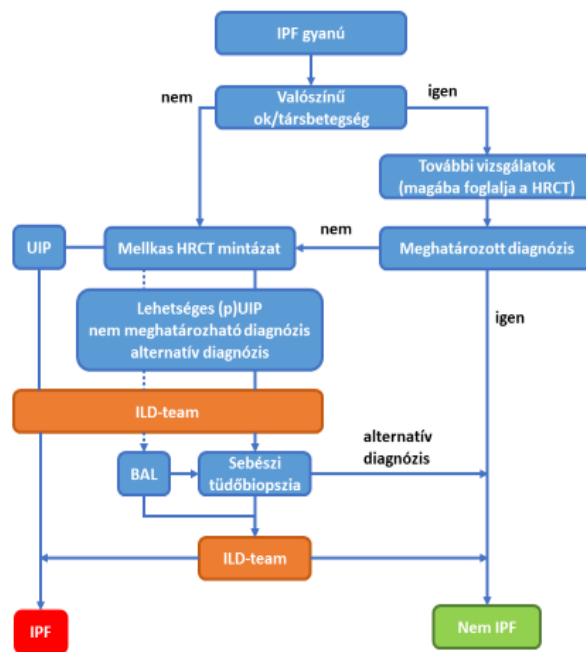 IPF gyanú
nem
igen
Valószínű
ok/társbetegség
További vizsgálatok
(magába foglalja a HRCT)
UIP
Mellkas HRCT mintázat
nem
Meghatározott diagnózis
Lehetséges (p)UIP
nem meghatározható diagnózis
alternatív diagnózis
igen
ILD-team
alternatív
diagnózis
BAL
Sebészi
tüdőbiopszia
ILD-team
IPF
Nem IPF